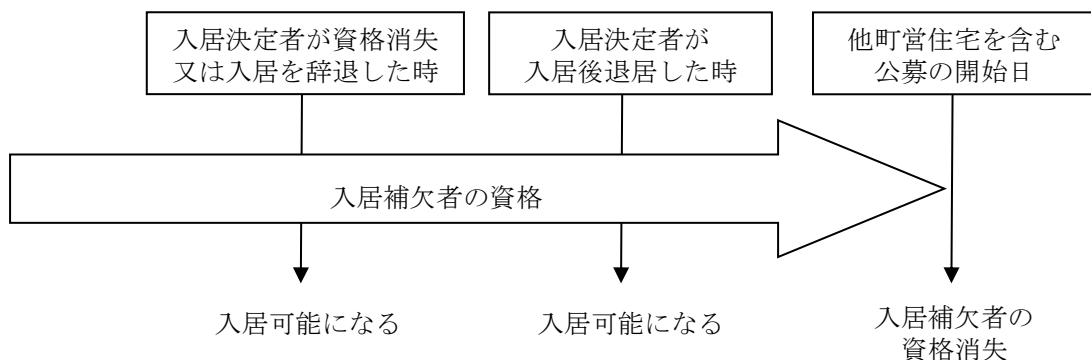 入居決定者が資格消失
又は入居を辞退した時
入居決定者が
入居後退居した時
他町営住宅を含む
公募の開始日
入居補欠者の資格
入居可能になる
入居可能になる
入居補欠者の
資格消失